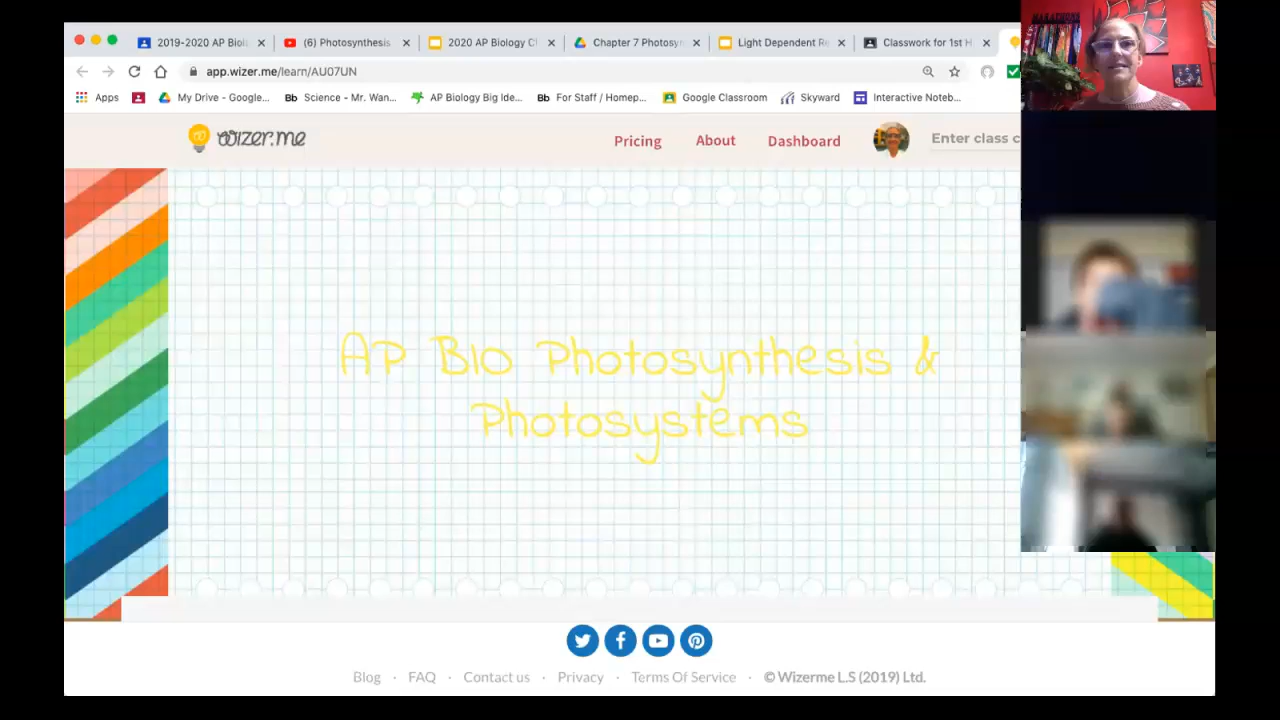 2019-2020 AP Biol
(6) Photosynthesis
2020 AP Biology C
Chapter 7 Photosyn
Light Dependent Re
Classwork for 1st H
app.wizer.me/learn/AU07UN
Apps
My Drive - Google...
Bb Science - Mr. Wan...
AP Biology Big Ide...
Bb For Staff / Homep...
Google Classroom
Skyward
Interactive Noteb...
wizer.me
Pricing
About
Dashboard
Enter class c
AP Bio Photosynthesis &
Photosystems
Blog · FAQ · Contact us · Privacy · Terms Of Service · © Wizerme L.S (2019) Ltd.